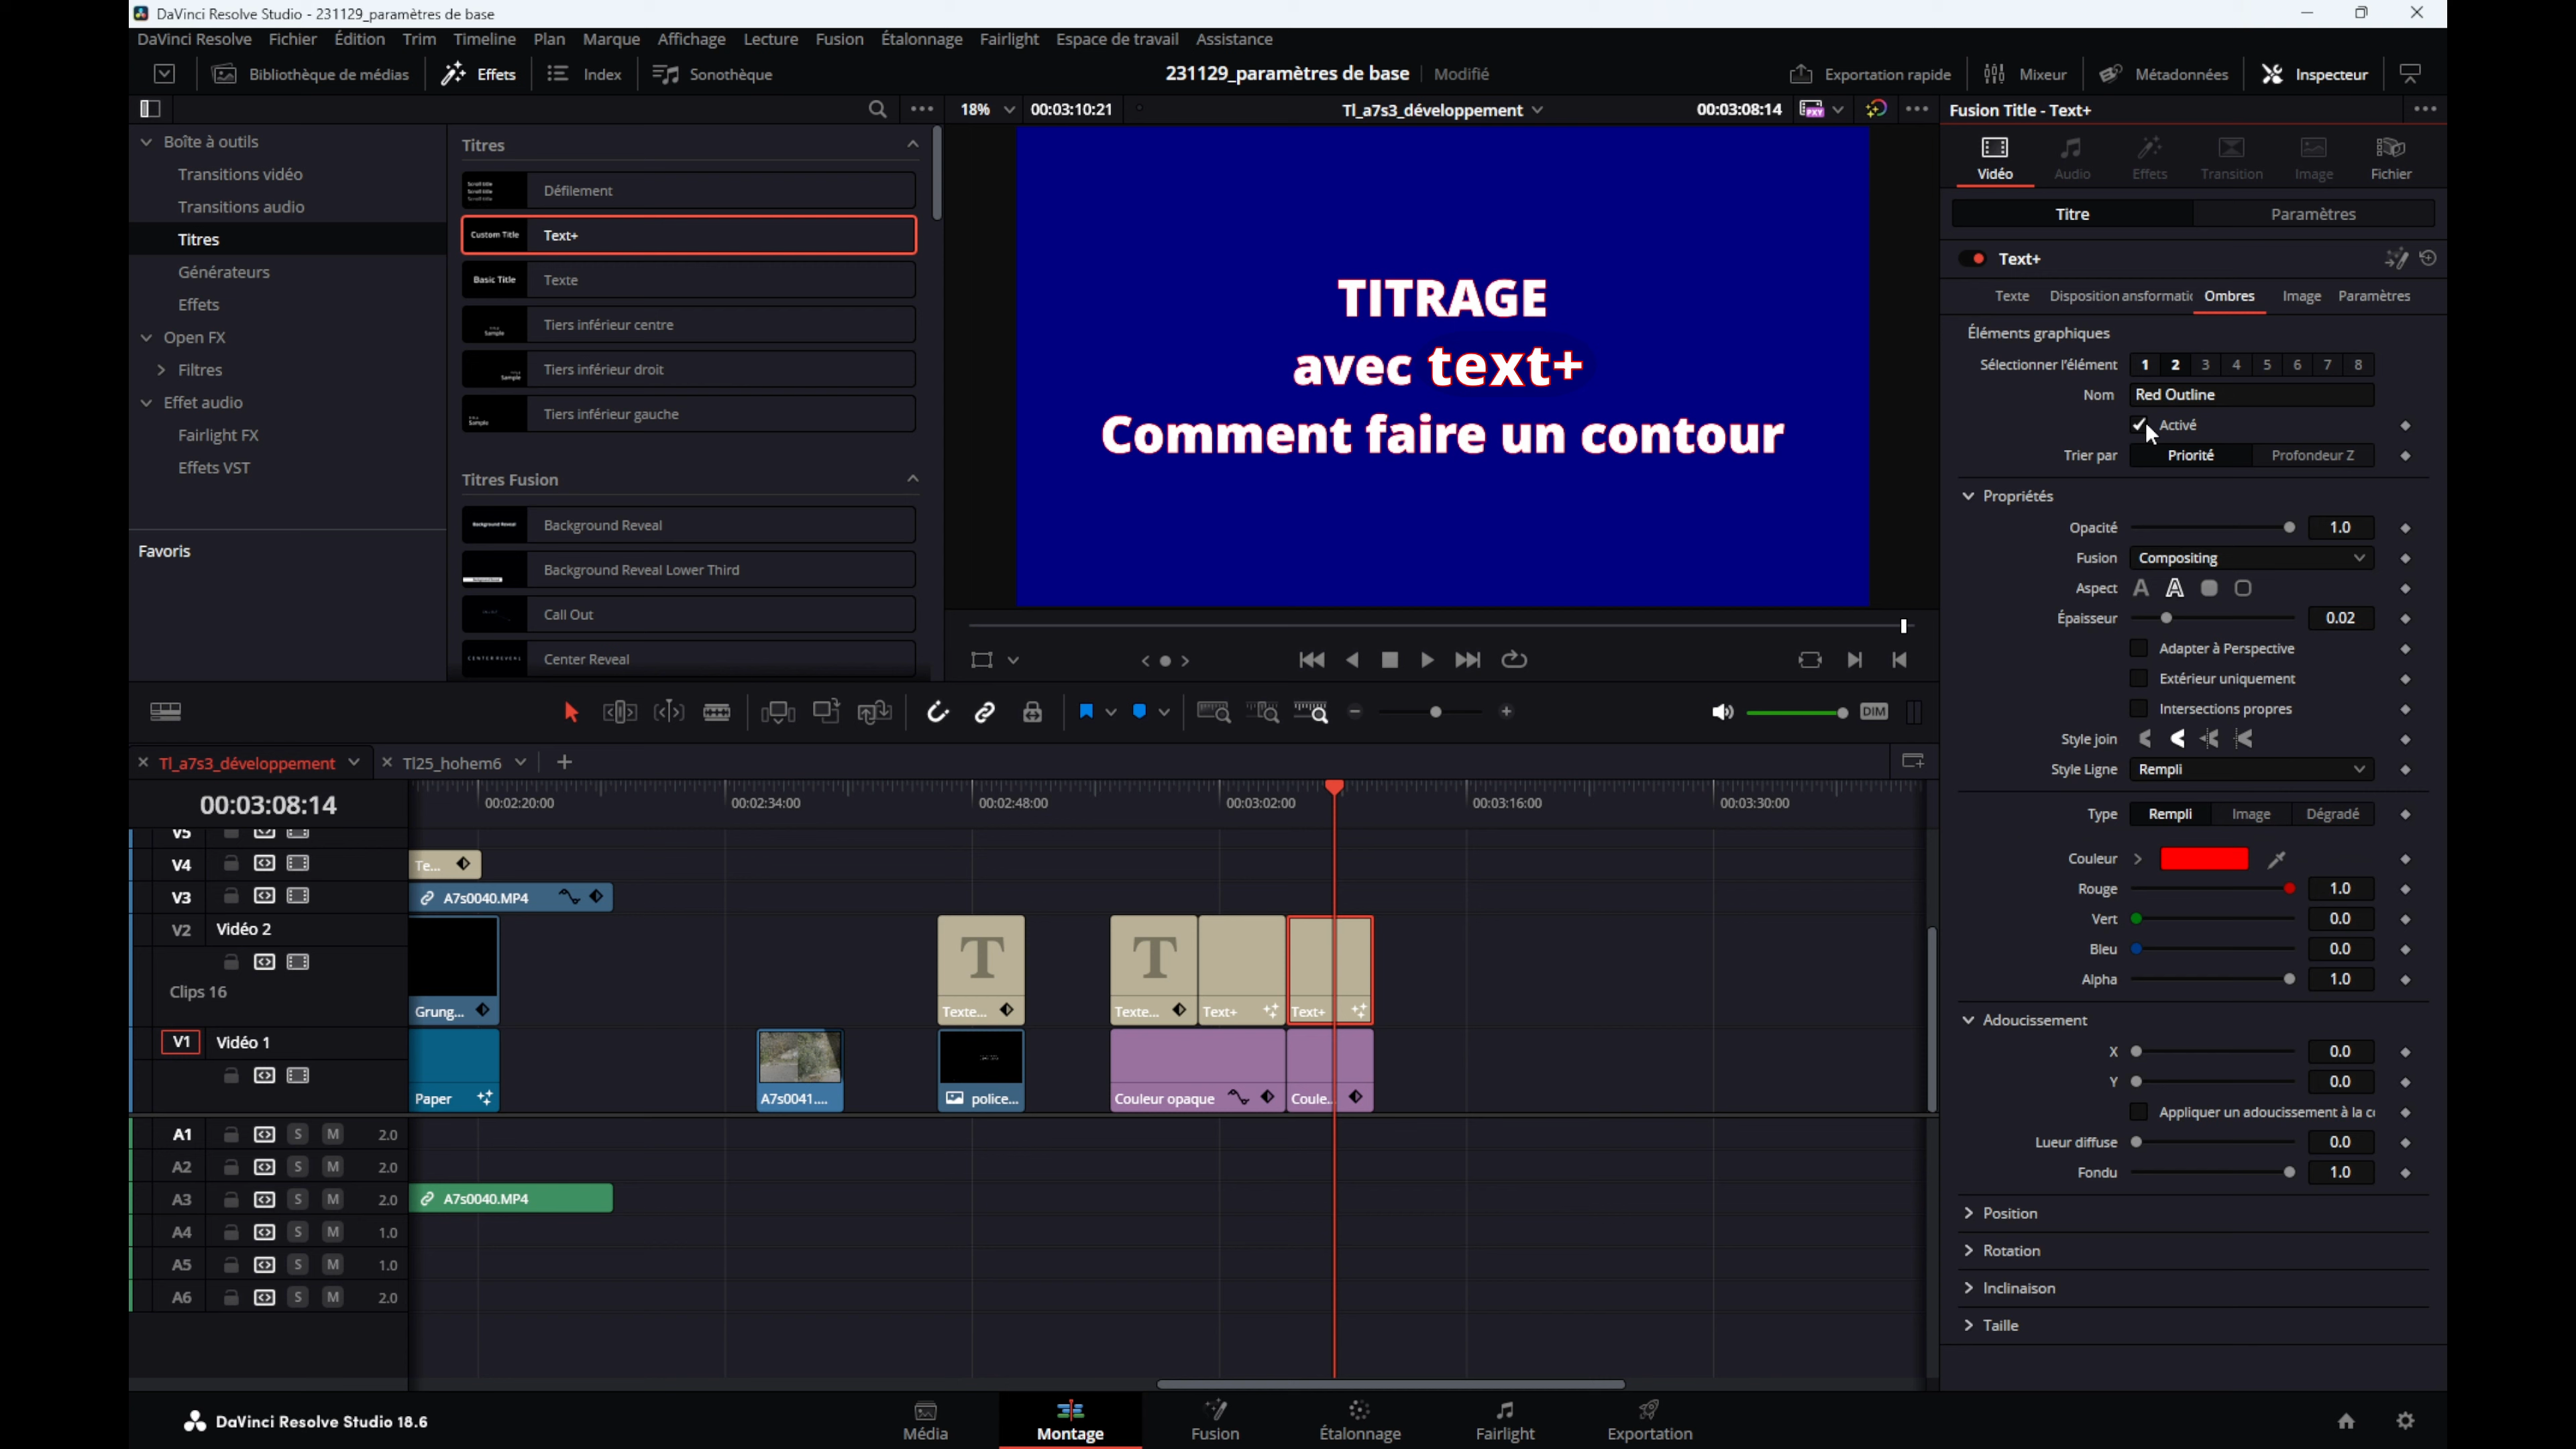 DaVinci Resolve Studio - 231129_paramètres de base
DaVinci Resolve Fichier Édition Trim Timeline Plan Marque Affichage Lecture Fusion Étalonnage Fairlight Espace de travail Assistance
Bibliothèque de médias Effets Index Sonothèque 231129_paramètres de base Modifié Exportation rapide Mixeur Métadonnées Inspecteur
18% 00:03:10:21 Tl_a7s3_développement 00:03:08:14 Fusion Title - Text+
Boîte à outils
Transitions vidéo
Transitions audio
Titres
Générateurs
Effets
Open FX
Filtres
Effet audio
Fairlight FX
Effets VST
Favoris
Titres
Défilement
Custom Title Text+
Basic Title Texte
Tiers inférieur centre
Tiers inférieur droit
Tiers inférieur gauche
Titres Fusion
Background Reveal
Background Reveal Lower Third
Call Out
Center Reveal
TITRAGE
avec text+
Comment faire un contour
Vidéo Audio Effets Transition Image Fichier
Titre Paramètres
Text+
Texte Disposition ansformatic Ombres Image Paramètres
Éléments graphiques
Sélectionner l'élément 1 2 3 4 5 6 7 8
Nom Red Outline
Activé
Trier par Priorité Profondeur Z
Propriétés
Opacité 1.0
Fusion Compositing
Aspect
Épaisseur 0.02
Adapter à Perspective
Extérieur uniquement
Intersections propres
Style join
Style Ligne Rempli
Type Rempli Image Dégradé
Couleur
Rouge 1.0
Vert 0.0
Bleu 0.0
Alpha 1.0
Adoucissement
X 0.0
Y 0.0
Appliquer un adoucissement à la c
Lueur diffuse 0.0
Fondu 1.0
Position
Rotation
Inclinaison
Taille
DIM
Tl_a7s3_développement Tl25_hohem6
00:03:08:14 00:02:20:00 00:02:34:00 00:02:48:00 00:03:02:00 00:03:16:00 00:03:30:00
V5
V4 Te...
V3 A7s0040.MP4
V2 Vidéo 2
Clips 16
Grung... Texte... Texte... Text+ Text+
V1 Vidéo 1
Paper A7s0041.... police... Couleur opaque Coule...
A1 S M 2.0
A2 S M 2.0
A3 S M 2.0 A7s0040.MP4
A4 S M 1.0
A5 S M 1.0
A6 S M 2.0
DaVinci Resolve Studio 18.6 Média Montage Fusion Étalonnage Fairlight Exportation